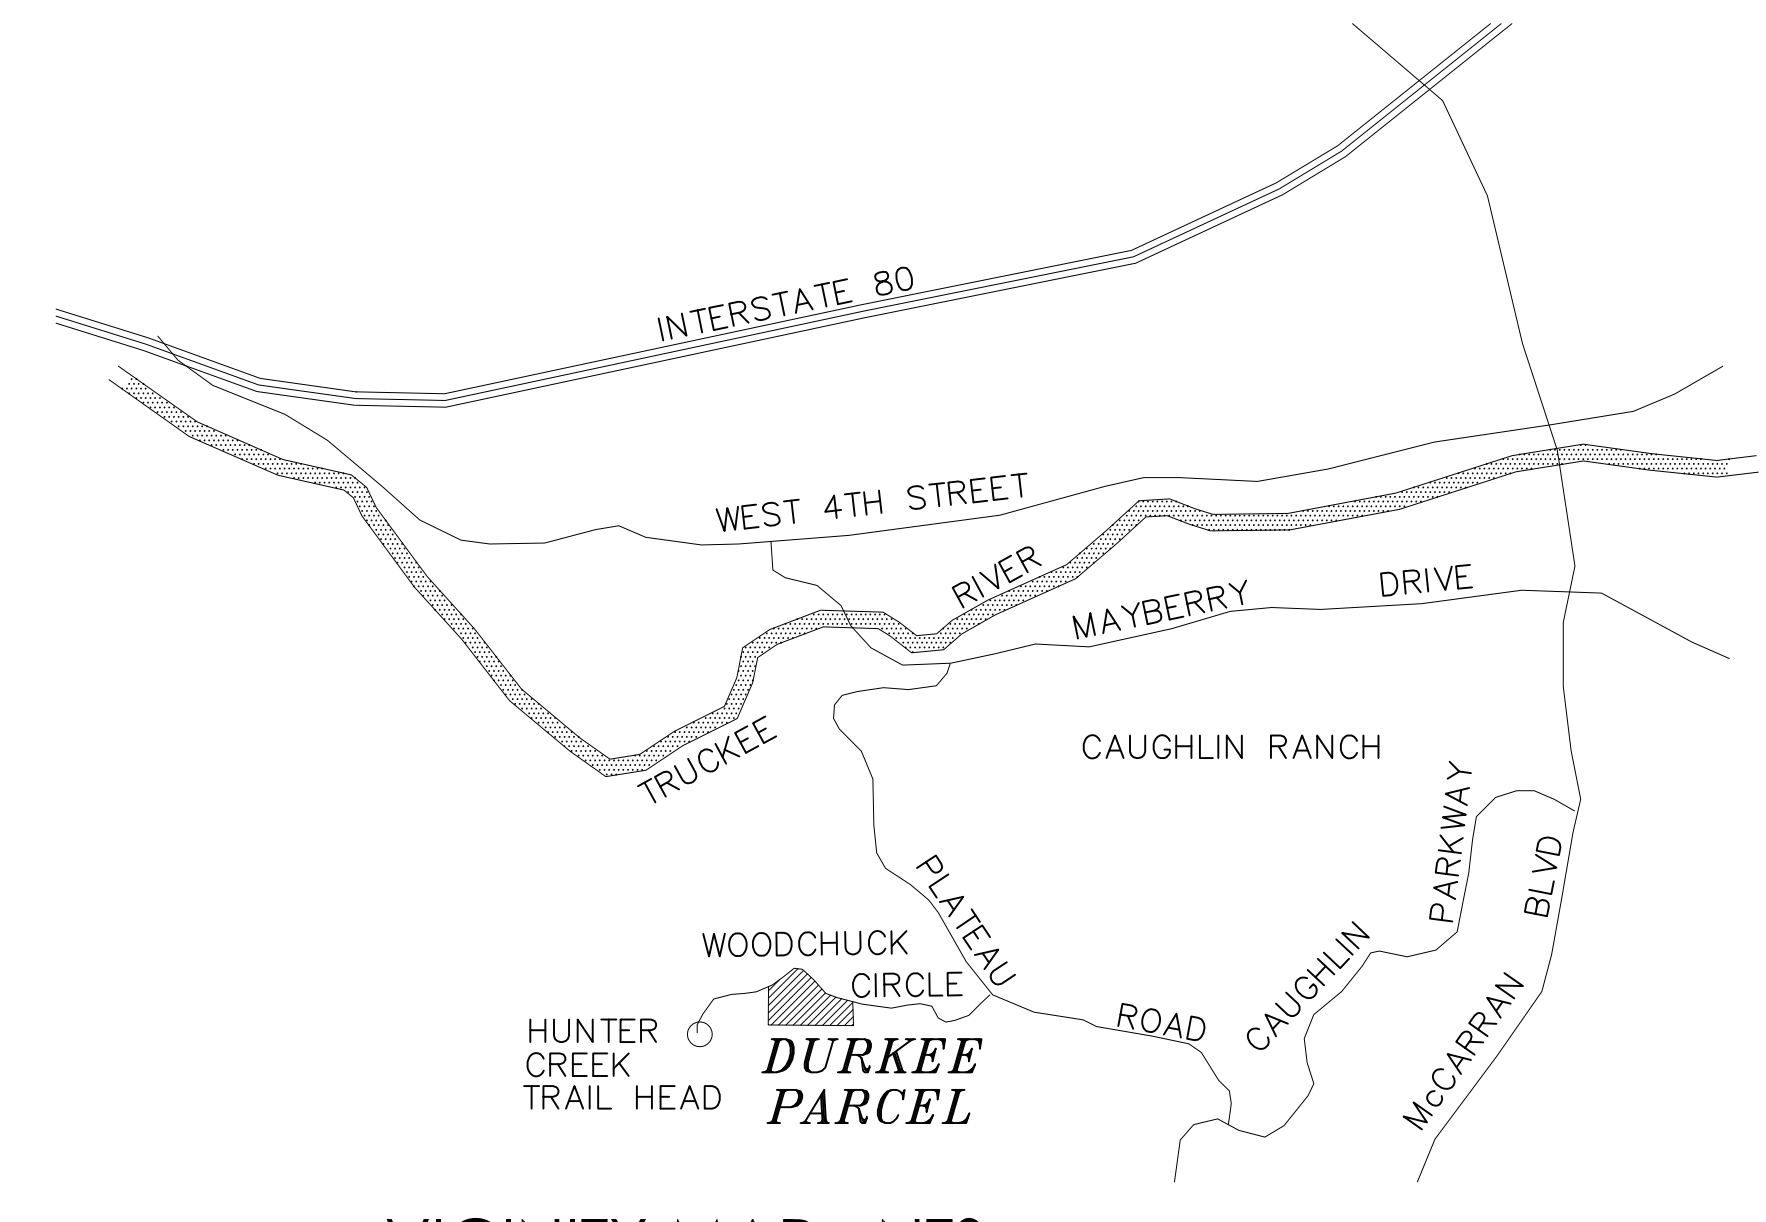 INTERSTATE 80
WEST 4TH STREET
RIVER
MAYBERRY DRIVE
TRUCKEE
CAUGHLIN RANCH
PLATEAU
ROAD
CAUGHLIN PARKWAY
McCARRAN BLVD
WOODCHUCK
CIRCLE
HUNTER
CREEK
TRAIL HEAD
DURKEE
PARCEL